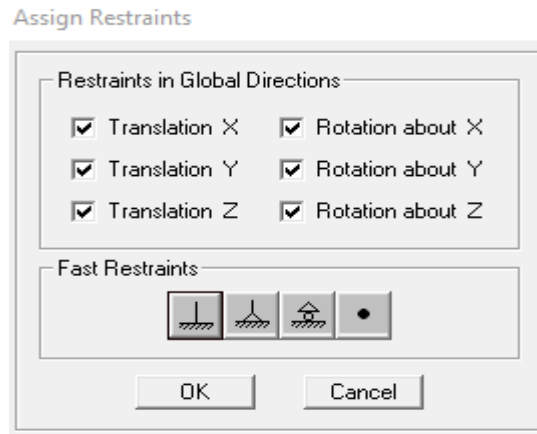 Assign Restraints
Restraints in Global Directions
Translation X
Rotation about X
Translation Y
Rotation about Y
Translation Z
Rotation about Z
Fast Restraints
OK
Cancel